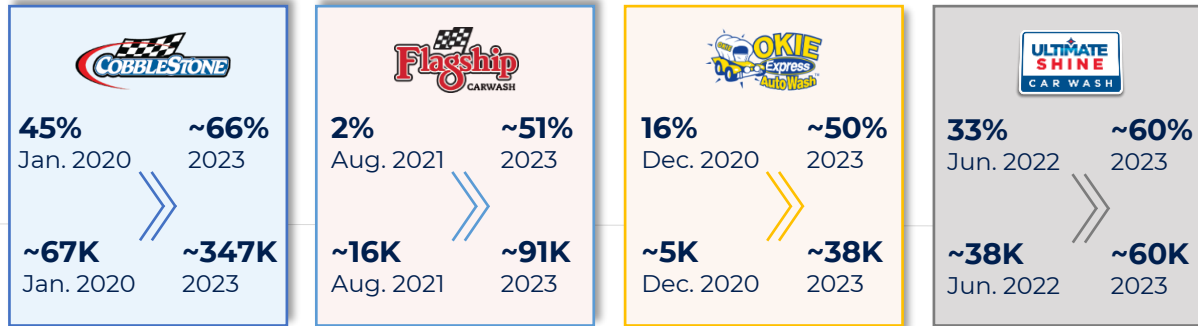 COBBLESTONE
45% ~66%
Jan. 2020 2023
~67K ~347K
Jan. 2020 2023
Flagship
CARWASH
2% ~51%
Aug. 2021 2023
~16K ~91K
Aug. 2021 2023
OKIE
OKIE
Express
Auto Wash™
16% ~50%
Dec. 2020 2023
~5K ~38K
Dec. 2020 2023
ULTIMATE
SHINE
CAR WASH
33% ~60%
Jun. 2022 2023
~38K ~60K
Jun. 2022 2023